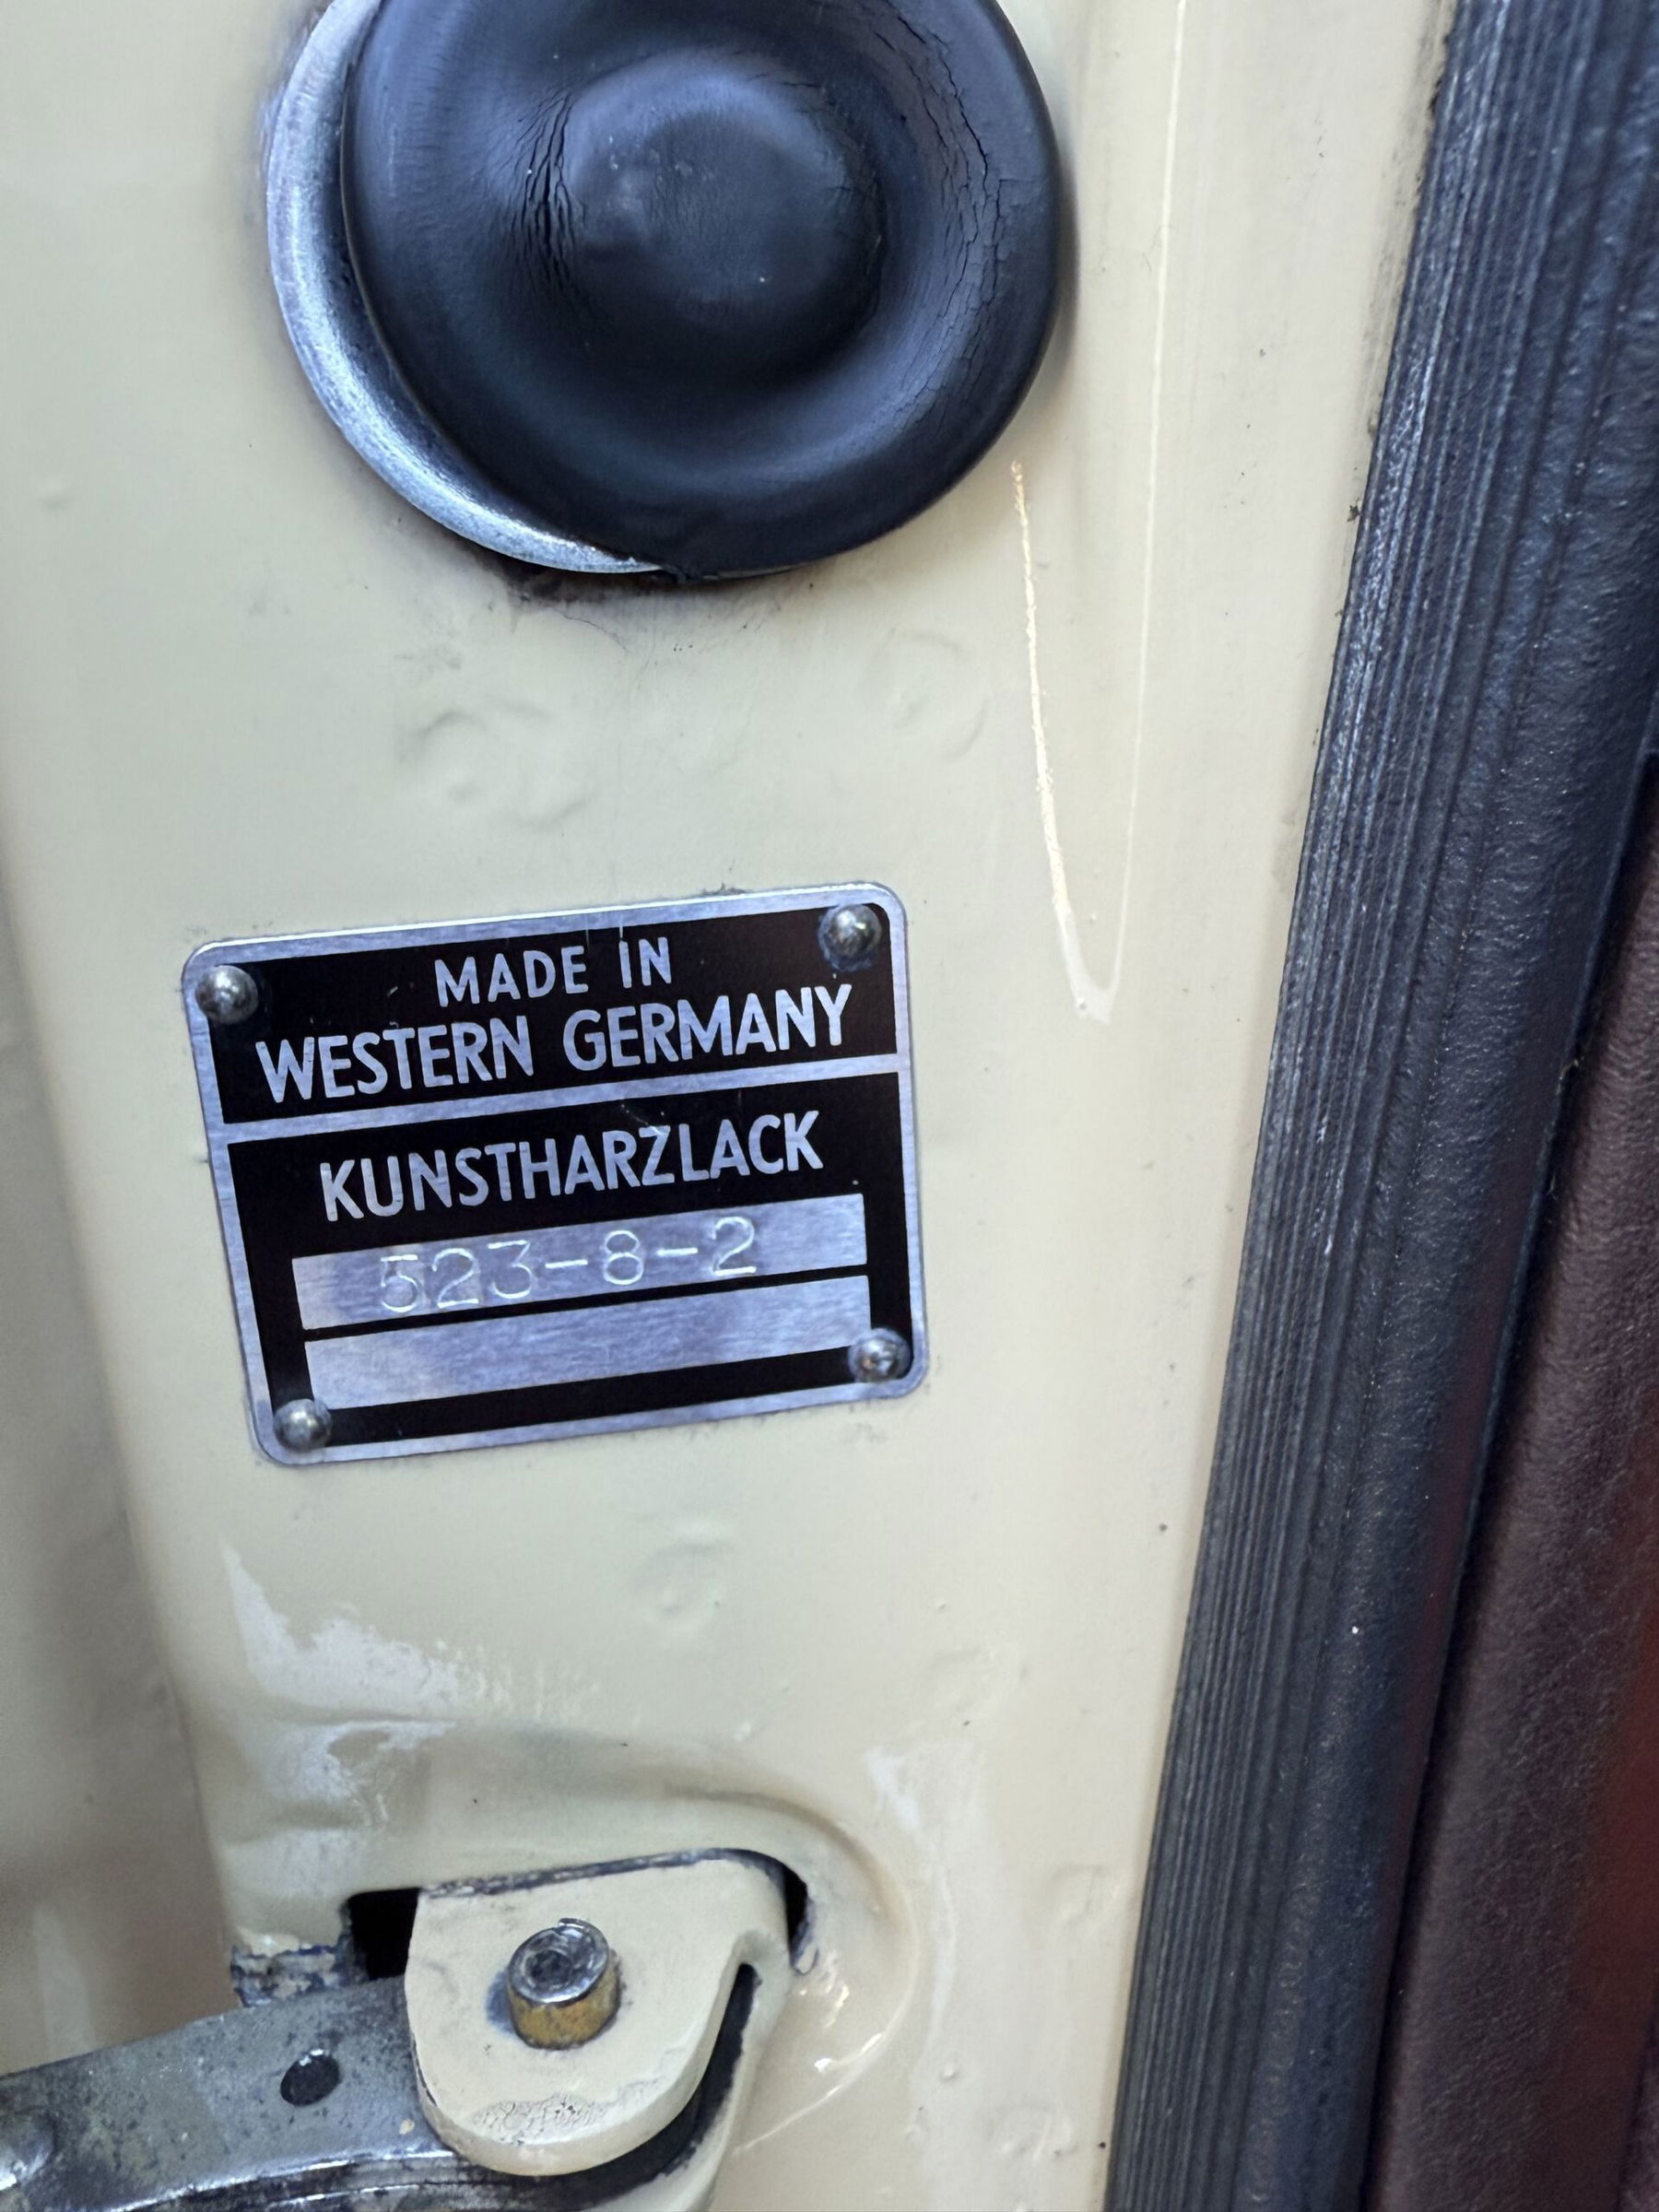 MADE IN
WESTERN GERMANY
KUNSTHARZLACK
523-8-2